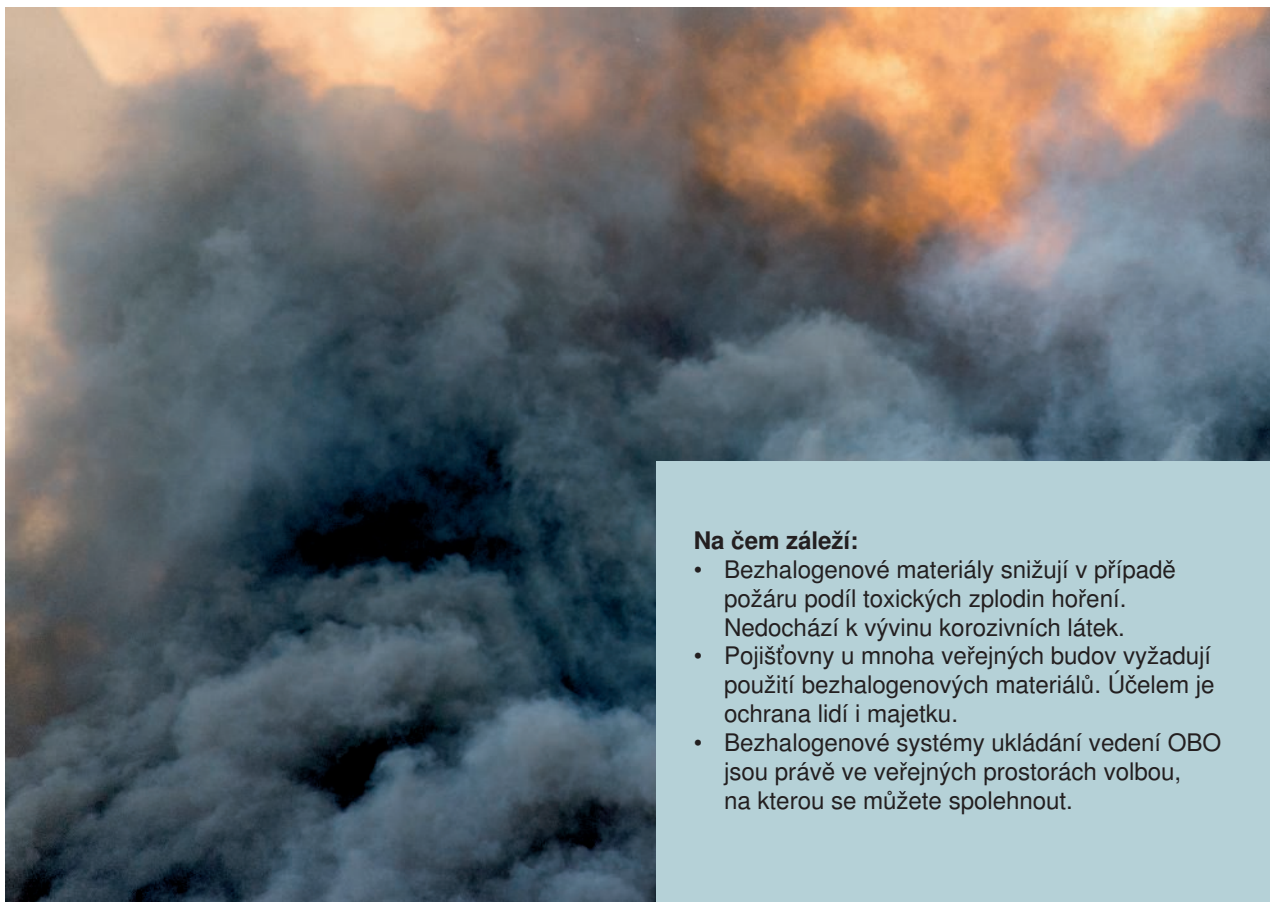 Na čem záleží:
• Bezhalogenové materiály snižují v případě
požáru podíl toxických zplodin hoření.
Nedochází k vývinu korozivních látek.
• Pojišťovny u mnoha veřejných budov vyžadují
použití bezhalogenových materiálů. Účelem je
ochrana lidí i majetku.
• Bezhalogenové systémy ukládání vedení OBO
jsou právě ve veřejných prostorách volbou,
na kterou se můžete spolehnout.